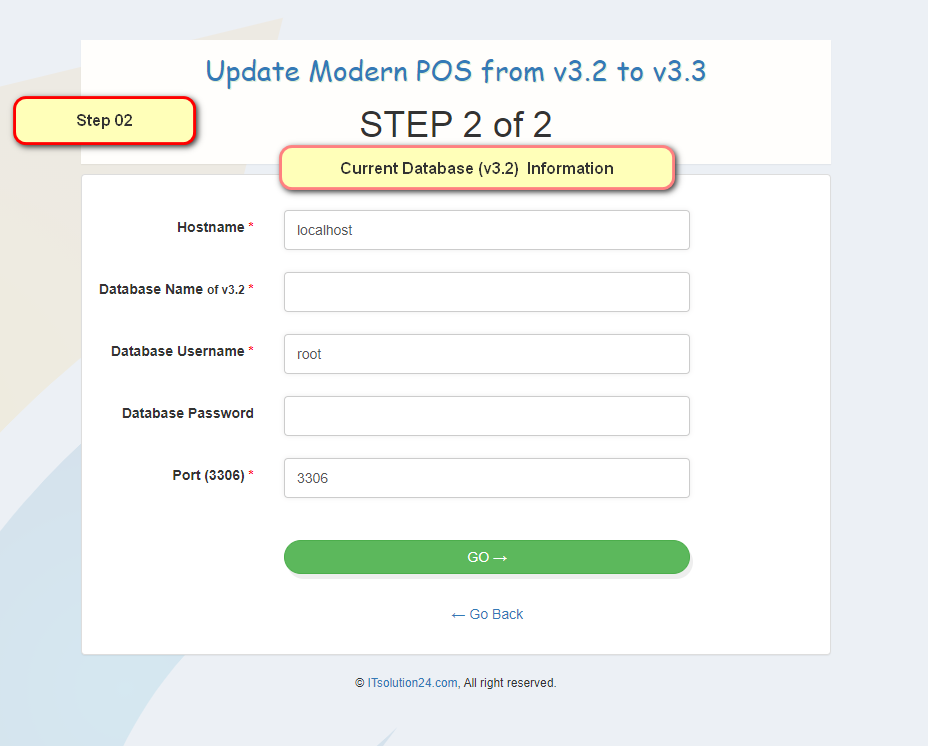 Update Modern POS from v3.2 to v3.3
Step 02
STEP 2 of 2
Current Database (v3.2) Information
Hostname *
localhost
Database Name of v3.2 *
Database Username *
root
Database Password
Port (3306) *
3306
GO →
← Go Back
© ITsolution24.com, All right reserved.